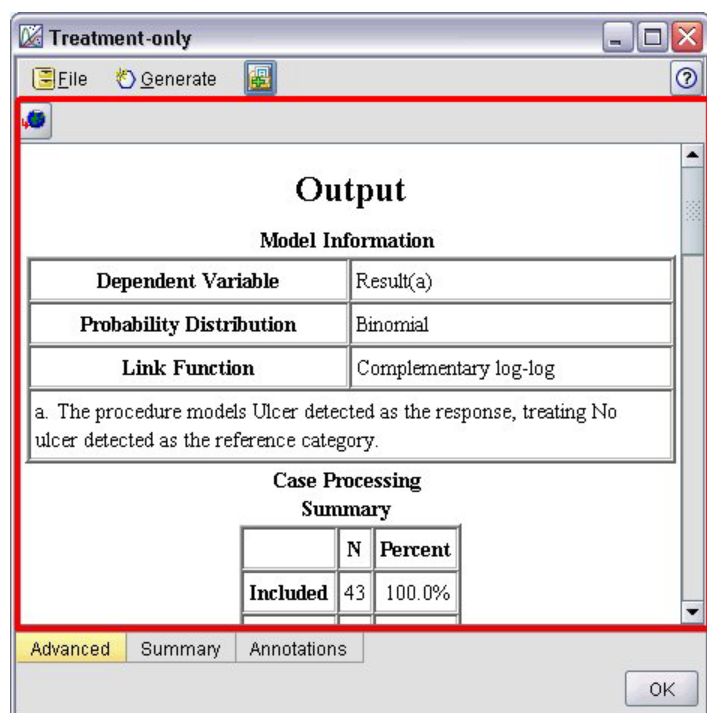 Treatment-only
File Generate
Output
Model Information
Dependent Variable Result(a)
Probability Distribution Binomial
Link Function Complementary log-log
a. The procedure models Ulcer detected as the response, treating No
ulcer detected as the reference category.
Case Processing
Summary
N Percent
Included 43 100.0%
Advanced Summary Annotations
OK